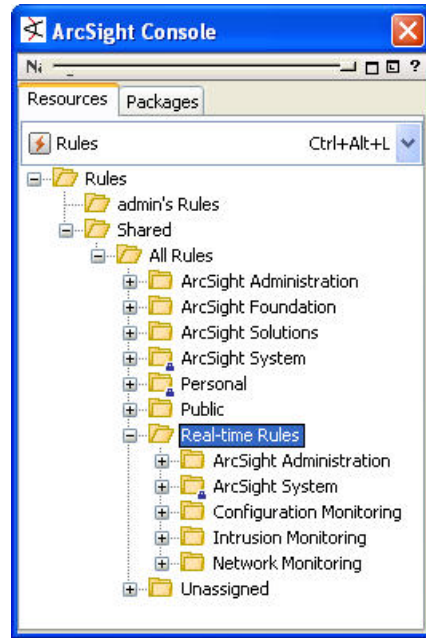 ArcSight Console
Ni ?
Resources Packages
Rules Ctrl+Alt+L
Rules
admin's Rules
Shared
All Rules
ArcSight Administration
ArcSight Foundation
ArcSight Solutions
ArcSight System
Personal
Public
Real-time Rules
ArcSight Administration
ArcSight System
Configuration Monitoring
Intrusion Monitoring
Network Monitoring
Unassigned